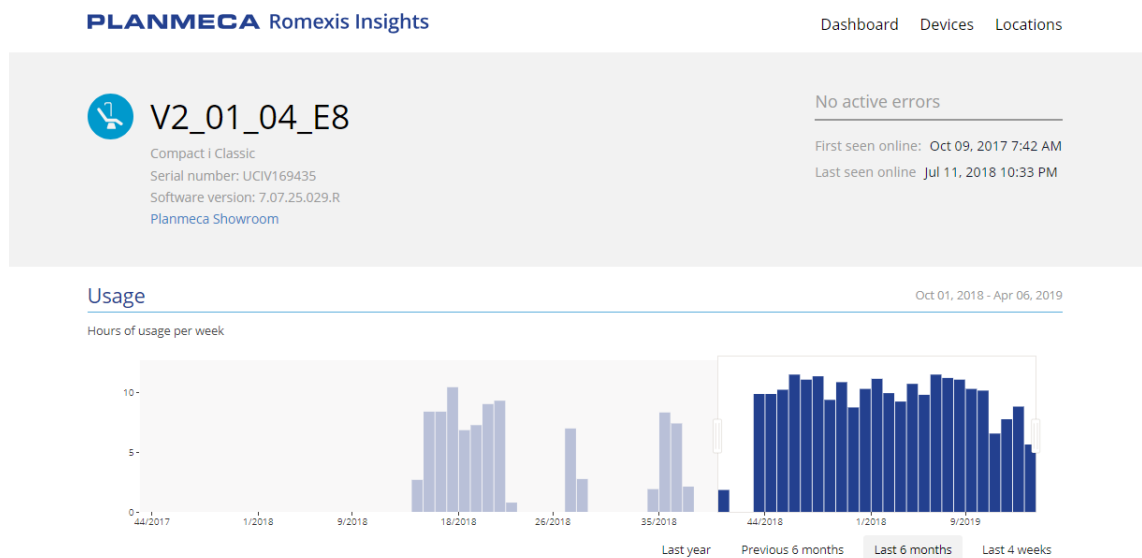 PLANMECA Romexis Insights
Dashboard Devices Locations
V2_01_04_E8
Compact i Classic
Serial number: UCIV169435
Software version: 7.07.25.029.R
Planmeca Showroom
No active errors
First seen online: Oct 09, 2017 7:42 AM
Last seen online Jul 11, 2018 10:33 PM
Usage
Oct 01, 2018 - Apr 06, 2019
Hours of usage per week
10
5
0
44/2017 1/2018 9/2018 18/2018 26/2018 35/2018 44/2018 1/2018 9/2019
Last year Previous 6 months Last 6 months Last 4 weeks